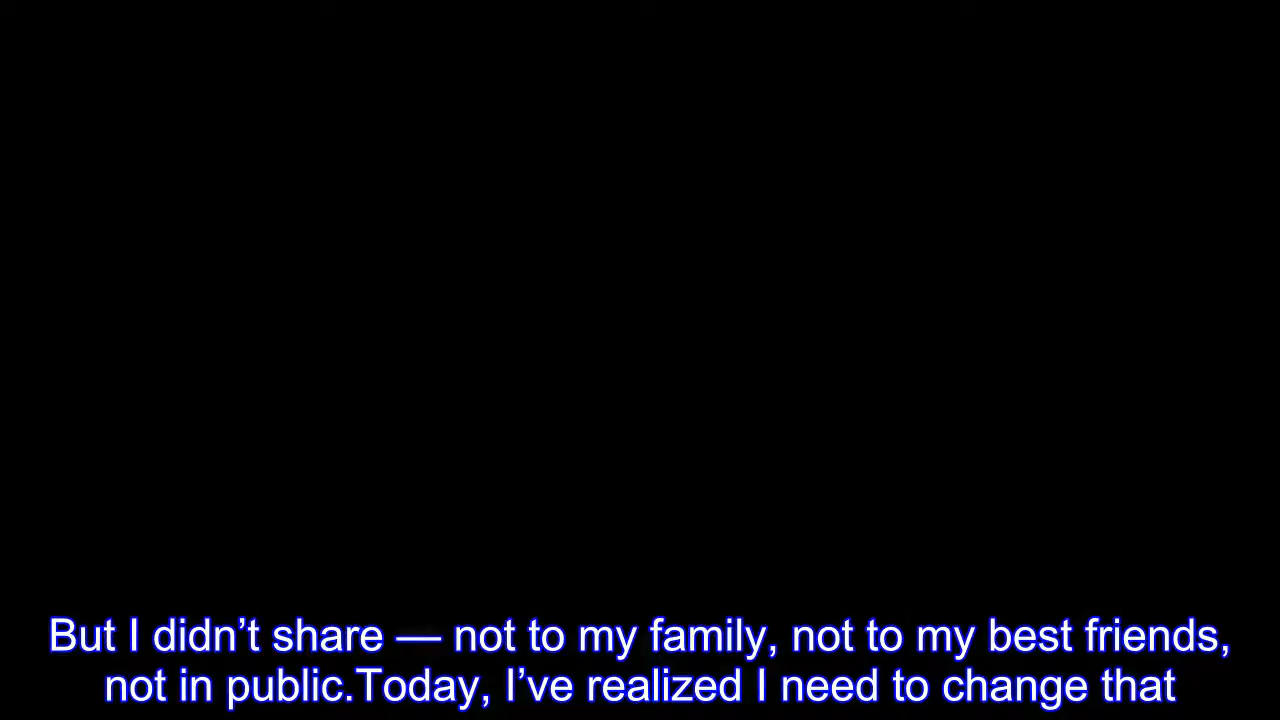 But I didn’t share — not to my family, not to my best friends,
not in public.Today, I’ve realized I need to change that